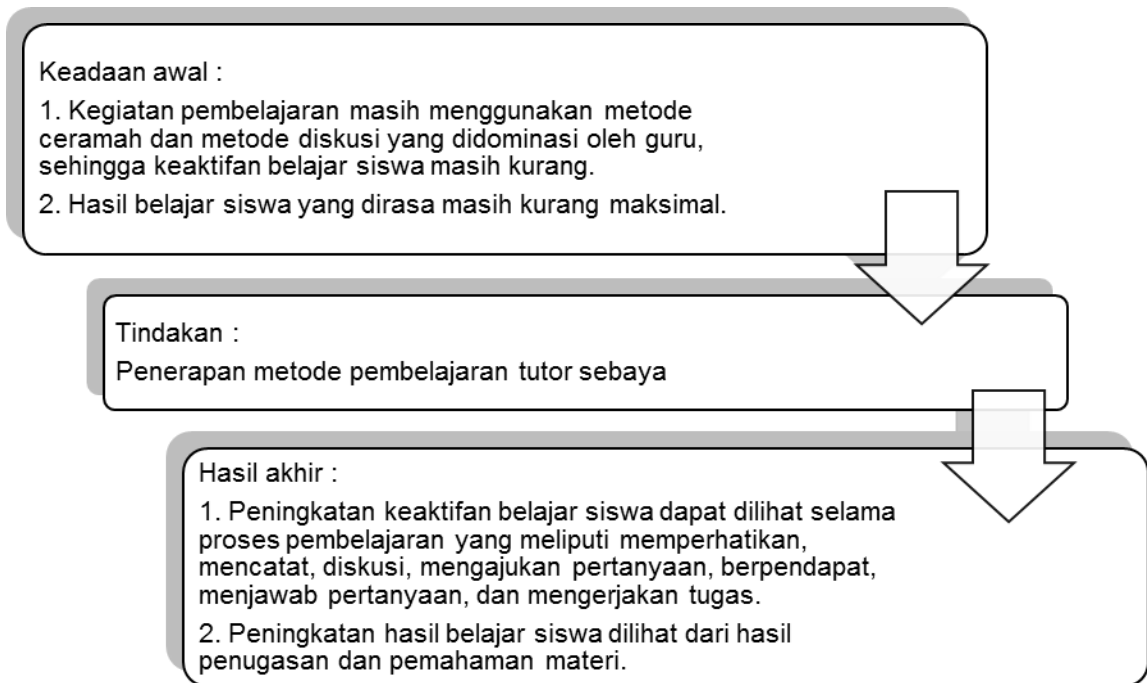 Keadaan awal :
1. Kegiatan pembelajaran masih menggunakan metode
ceramah dan metode diskusi yang didominasi oleh guru,
sehingga keaktifan belajar siswa masih kurang.
2. Hasil belajar siswa yang dirasa masih kurang maksimal.
Tindakan :
Penerapan metode pembelajaran tutor sebaya
Hasil akhir :
1. Peningkatan keaktifan belajar siswa dapat dilihat selama
proses pembelajaran yang meliputi memperhatikan,
mencatat, diskusi, mengajukan pertanyaan, berpendapat,
menjawab pertanyaan, dan mengerjakan tugas.
2. Peningkatan hasil belajar siswa dilihat dari hasil
penugasan dan pemahaman materi.